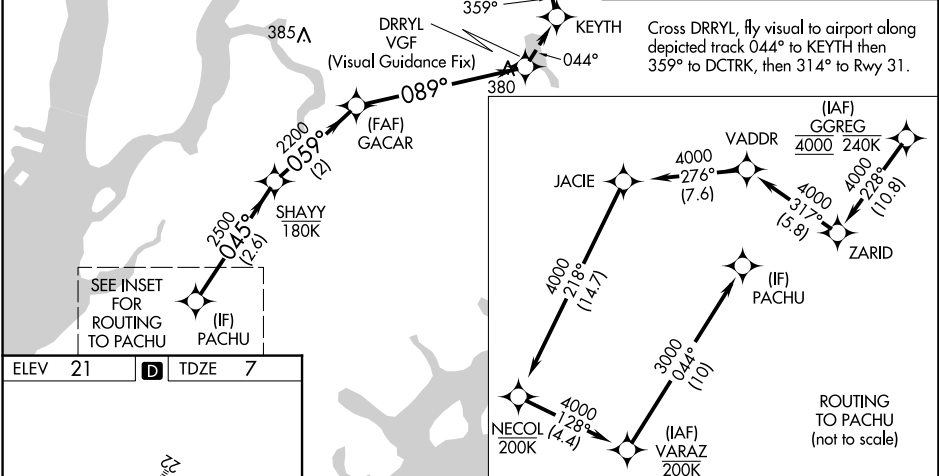 359°
KEYTH
385
DRRYL
VGF
(Visual Guidance Fix)
044°
380
Cross DRRYL, fly visual to airport along
depicted track 044° to KEYTH then
359° to DCTRK, then 314° to Rwy 31.
089°
(FAF)
GACAR
2200
059°
(2)
SHAYY
180K
2500
045°
(2.6)
SEE INSET
FOR
ROUTING
TO PACHU
(IF)
PACHU
ELEV 21
D
TDZE 7
22
(IAF)
GGREG
4000 240K
VADDR
4000
276°
(7.6)
JACIE
4000
317°
(5.8)
4000
228°
(10.8)
ZARID
4000
218°
(14.7)
(IF)
PACHU
3000
044°
(10)
NECOL
200K
4000
128°
(4.4)
(IAF)
VARAZ
200K
ROUTING
TO PACHU
(not to scale)